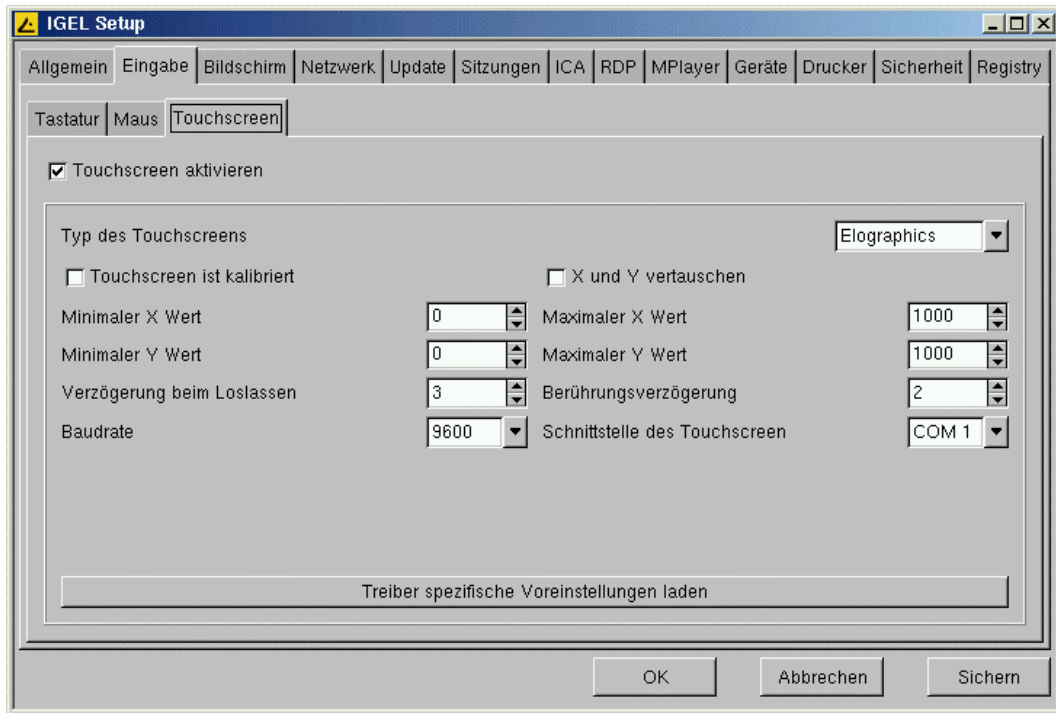 IGEL Setup
Allgemein Eingabe Bildschirm Netzwerk Update Sitzungen ICA RDP MPlayer Geräte Drucker Sicherheit Registry
Tastatur Maus Touchscreen
Touchscreen aktivieren
Typ des Touchscreens Elographics
Touchscreen ist kalibriert X und Y vertauschen
Minimaler X Wert 0 Maximaler X Wert 1000
Minimaler Y Wert 0 Maximaler Y Wert 1000
Verzögerung beim Loslassen 3 Berührungsverzögerung 2
Baudrate 9600 Schnittstelle des Touchscreen COM 1
Treiber spezifische Voreinstellungen laden
OK Abbrechen Sichern